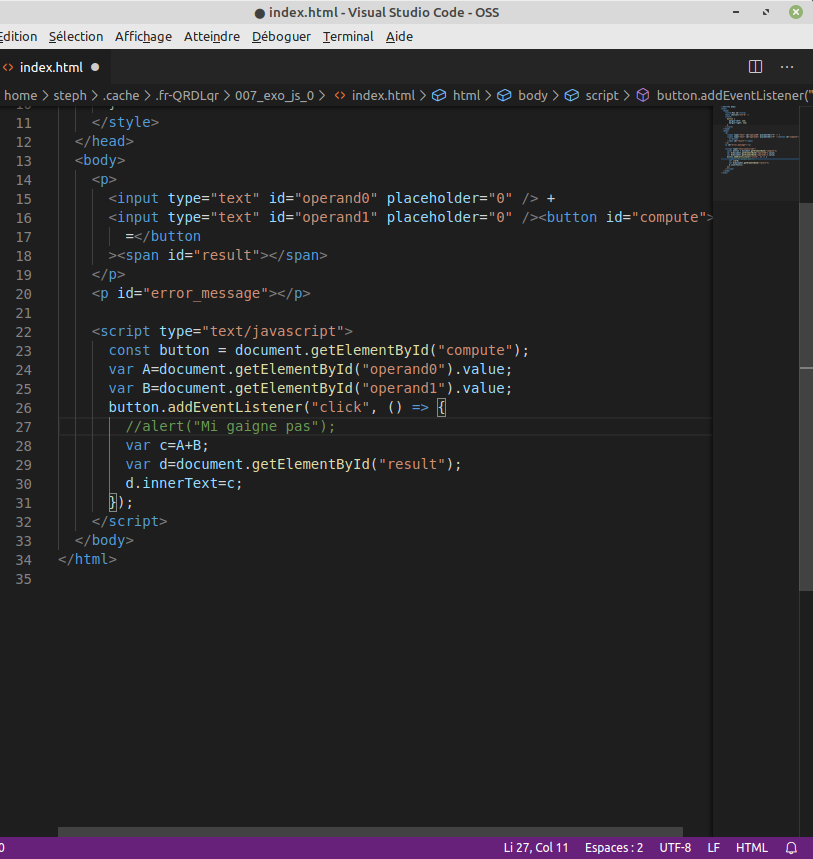 ● index.html - Visual Studio Code - OSS
Edition Sélection Affichage Atteindre Déboguer Terminal Aide
<> index.html ●
home > steph > .cache > .fr-QRDLqr > 007_exo_js_0 > <> index.html > html > body > script > button.addEventListener("
11 </style>
12 </head>
13 <body>
14 <p>
15 <input type="text" id="operand0" placeholder="0" /> +
16 <input type="text" id="operand1" placeholder="0" /><button id="compute">
17 =</button
18 ><span id="result"></span>
19 </p>
20 <p id="error_message"></p>
21
22 <script type="text/javascript">
23 const button = document.getElementById("compute");
24 var A=document.getElementById("operand0").value;
25 var B=document.getElementById("operand1").value;
26 button.addEventListener("click", () => {
27 //alert("Mi gaigne pas");
28 var c=A+B;
29 var d=document.getElementById("result");
30 d.innerText=c;
31 });
32 </script>
33 </body>
34 </html>
35
0 Li 27, Col 11 Espaces : 2 UTF-8 LF HTML